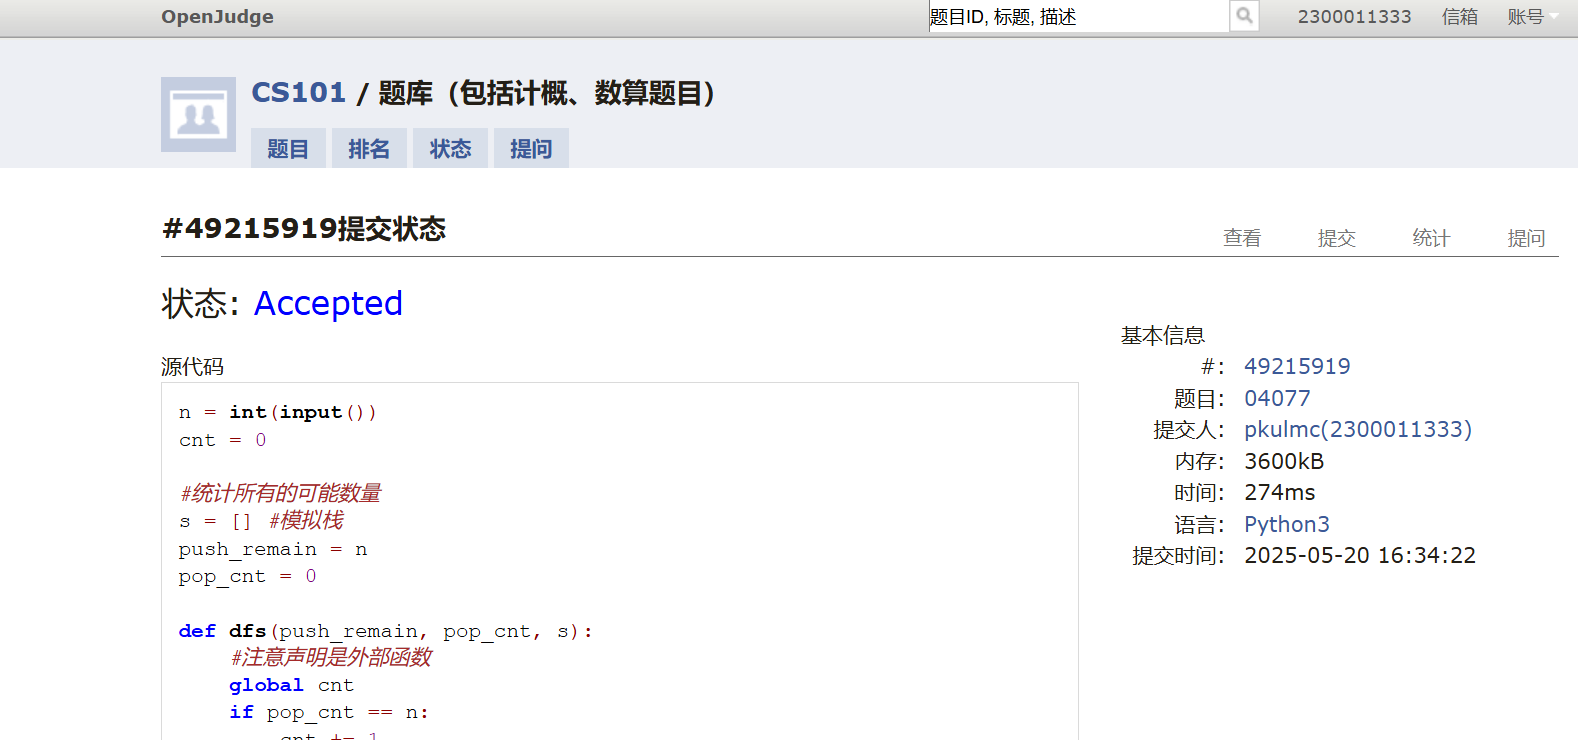 OpenJudge
题目ID, 标题, 描述
2300011333 信箱 账号
CS101 / 题库（包括计概、数算题目）
题目 排名 状态 提问
#49215919提交状态
查看 提交 统计 提问
状态: Accepted
源代码
n = int(input())
cnt = 0
#统计所有的可能数量
s = [] #模拟栈
push_remain = n
pop_cnt = 0
def dfs(push_remain, pop_cnt, s):
#注意声明是外部函数
global cnt
if pop_cnt == n:
cnt += 1
基本信息
#: 49215919
题目: 04077
提交人: pkulmc(2300011333)
内存: 3600kB
时间: 274ms
语言: Python3
提交时间: 2025-05-20 16:34:22